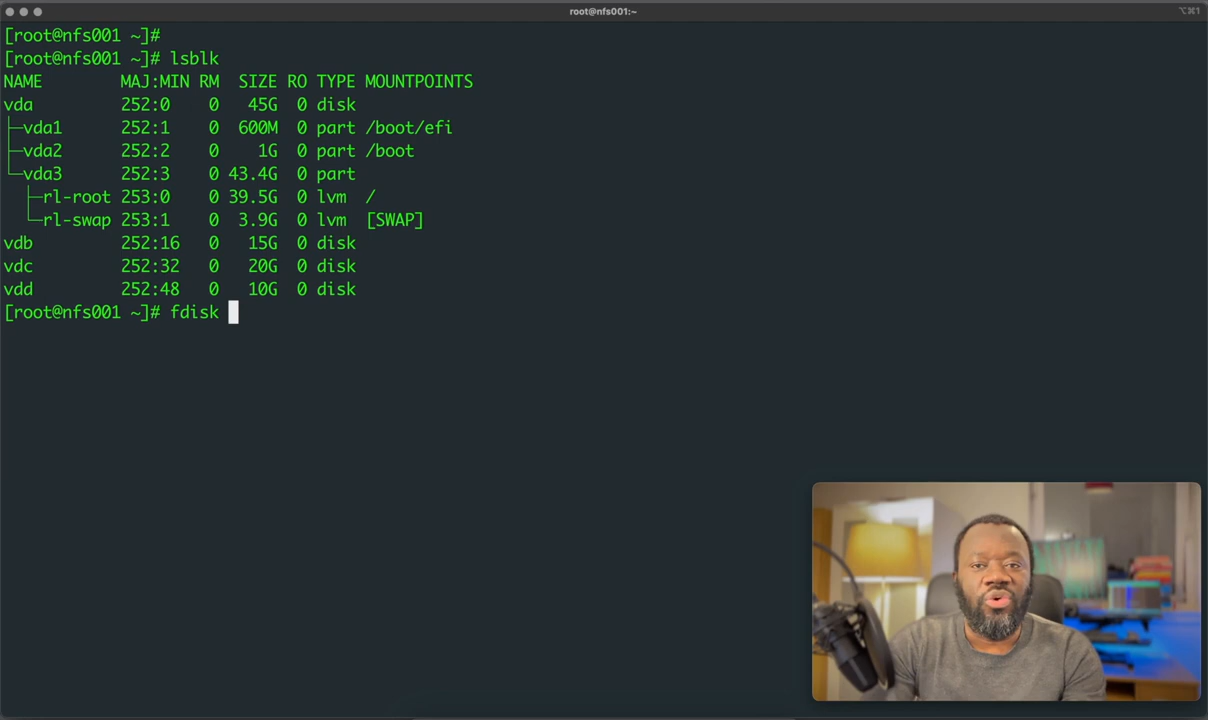 root@nfs001:~
⌥⌘1
[root@nfs001 ~]#
[root@nfs001 ~]# lsblk
NAME        MAJ:MIN RM  SIZE RO TYPE MOUNTPOINTS
vda         252:0    0   45G  0 disk
├─vda1      252:1    0  600M  0 part /boot/efi
├─vda2      252:2    0    1G  0 part /boot
└─vda3      252:3    0 43.4G  0 part
  ├─rl-root 253:0    0 39.5G  0 lvm  /
  └─rl-swap 253:1    0  3.9G  0 lvm  [SWAP]
vdb         252:16   0   15G  0 disk
vdc         252:32   0   20G  0 disk
vdd         252:48   0   10G  0 disk
[root@nfs001 ~]# fdisk